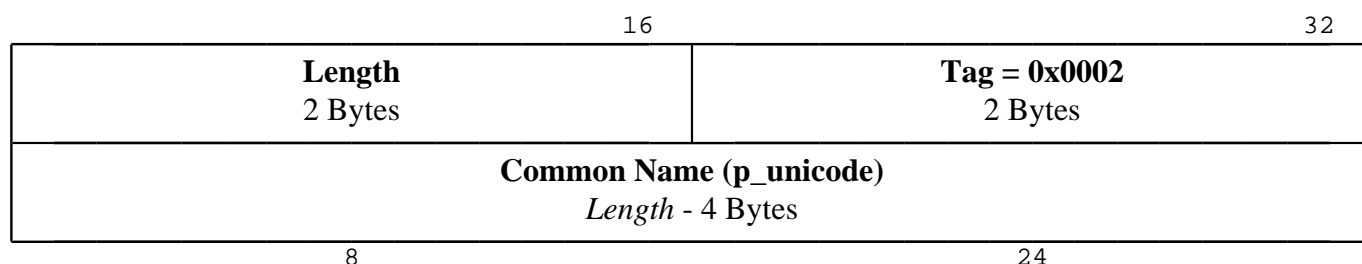 16 32
Length Tag = 0x0002
2 Bytes 2 Bytes
Common Name (p_unicode)
Length - 4 Bytes
8 24